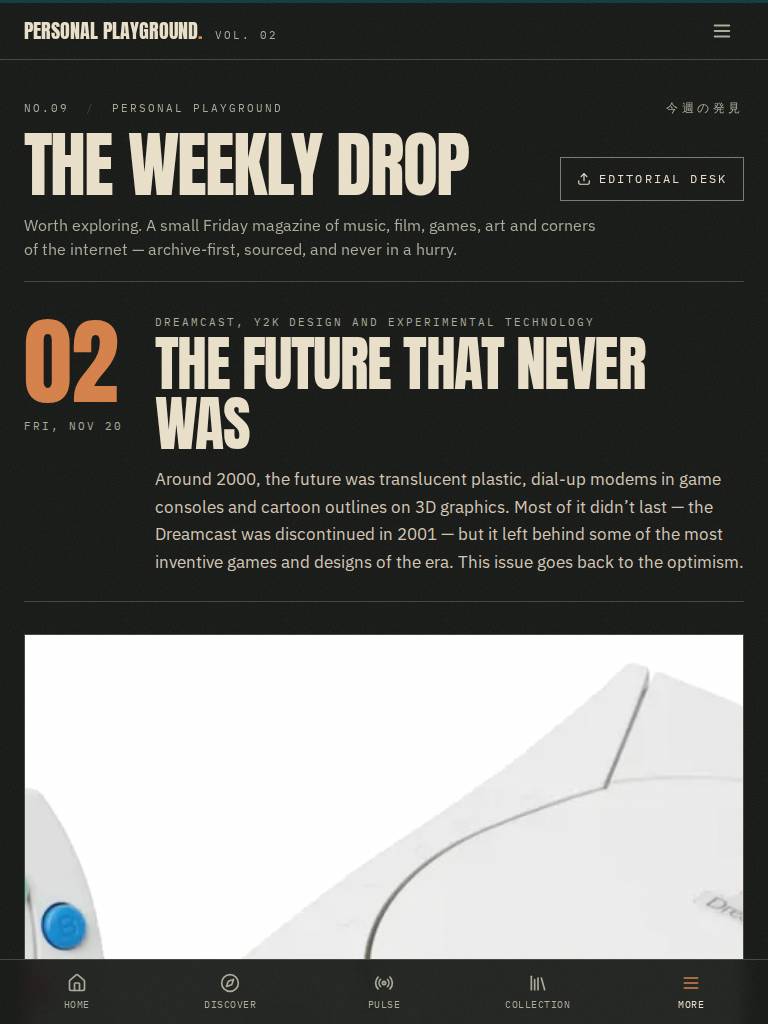 PERSONAL PLAYGROUND. VOL. 02
NO.09 / PERSONAL PLAYGROUND 今週の発見
THE WEEKLY DROP
EDITORIAL DESK
Worth exploring. A small Friday magazine of music, film, games, art and corners
of the internet — archive-first, sourced, and never in a hurry.
02
FRI, NOV 20
DREAMCAST, Y2K DESIGN AND EXPERIMENTAL TECHNOLOGY
THE FUTURE THAT NEVER
WAS
Around 2000, the future was translucent plastic, dial-up modems in game
consoles and cartoon outlines on 3D graphics. Most of it didn’t last — the
Dreamcast was discontinued in 2001 — but it left behind some of the most
inventive games and designs of the era. This issue goes back to the optimism.
B
HOME DISCOVER PULSE COLLECTION MORE